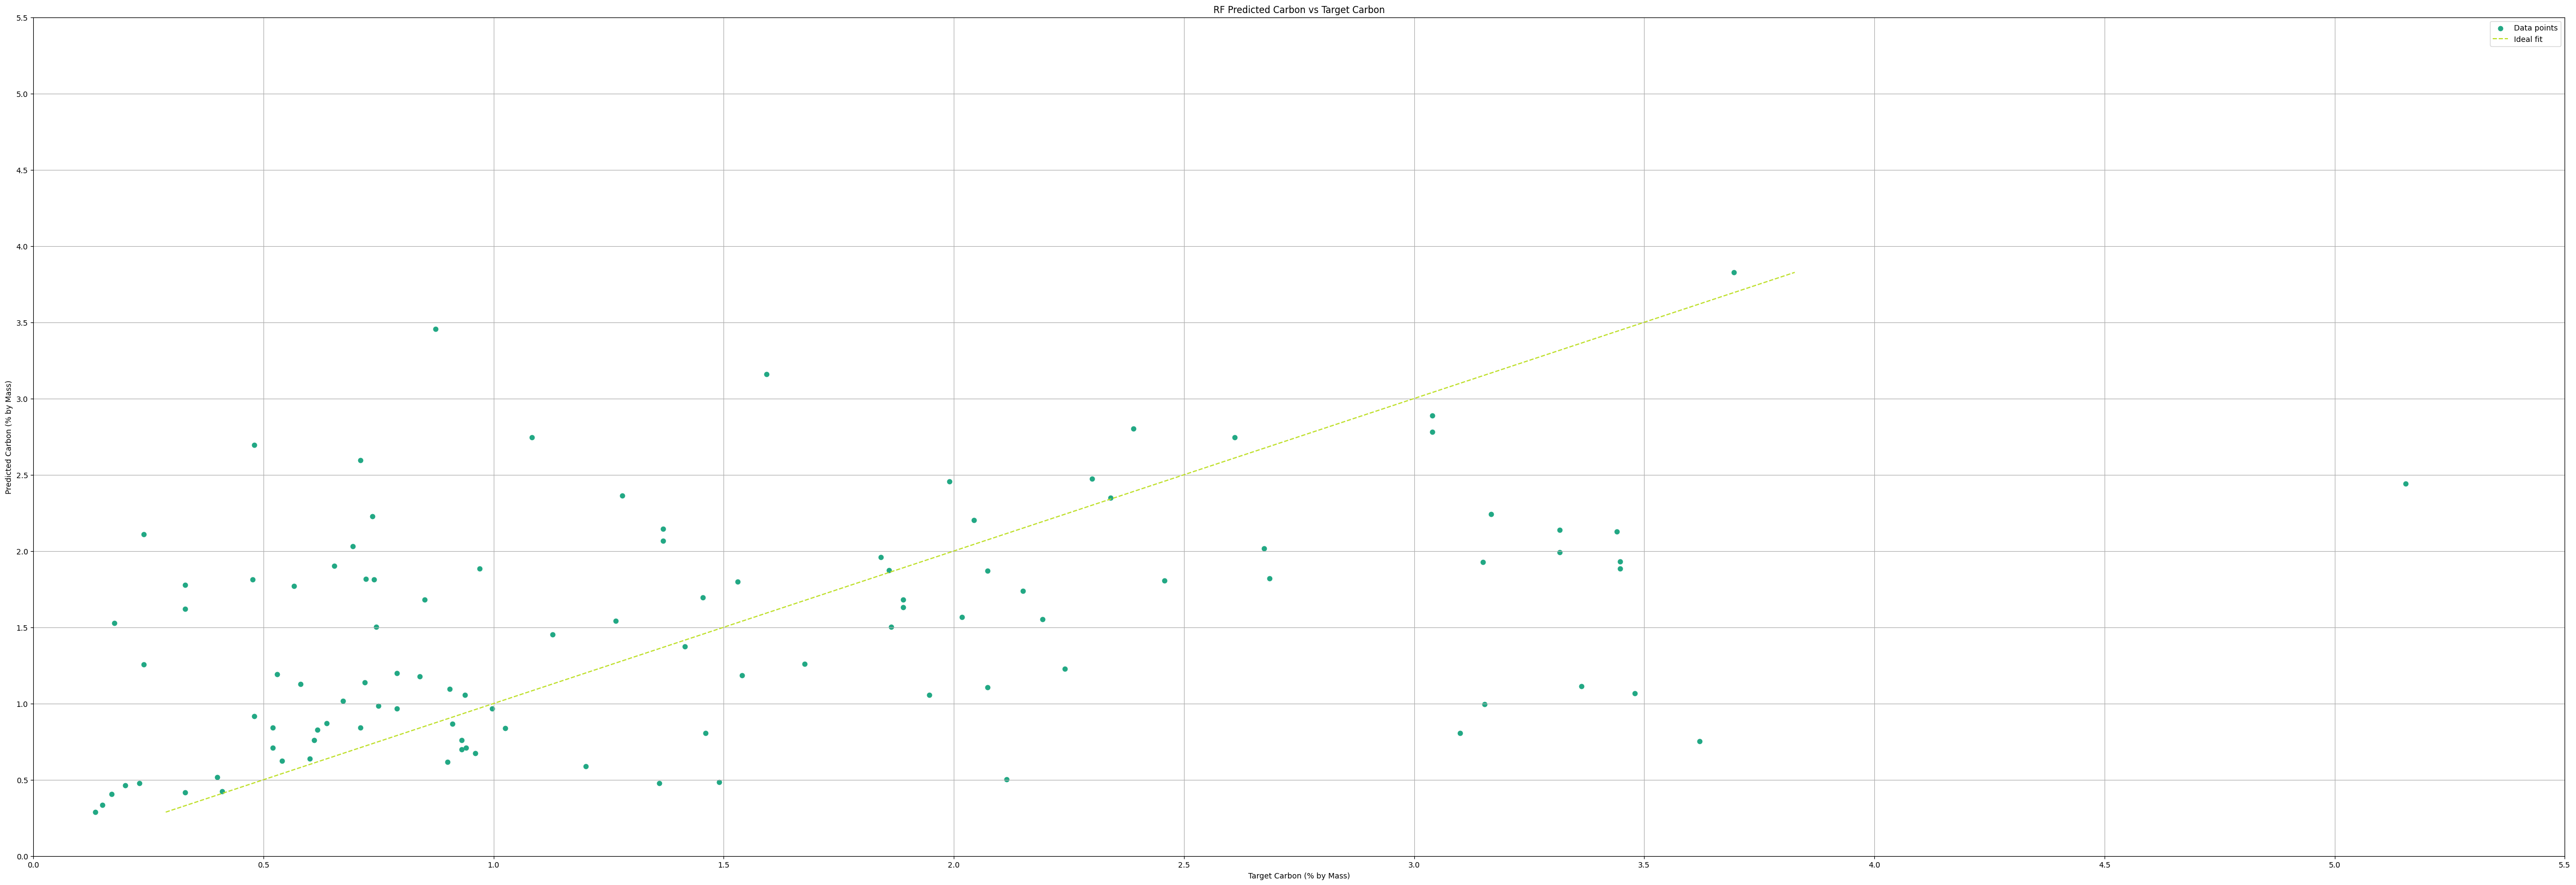 RF Predicted Carbon vs Target Carbon
Data points
Ideal fit
5.5
5.0
4.5
4.0
3.5
3.0
2.5
2.0
1.5
1.0
0.5
0.0
Predicted Carbon (% by Mass)
0.0 0.5 1.0 1.5 2.0 2.5 3.0 3.5 4.0 4.5 5.0 5.5
Target Carbon (% by Mass)